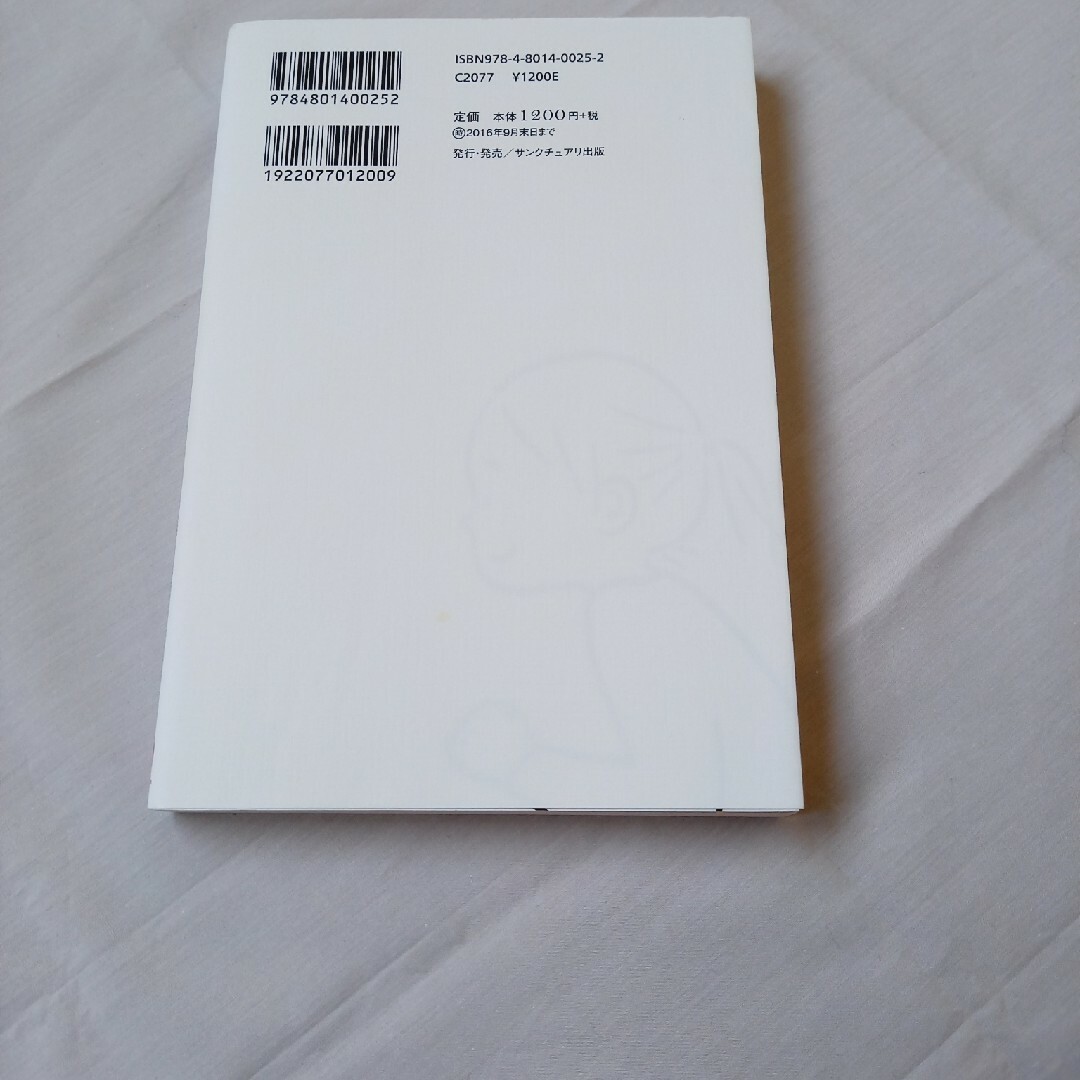 ISBN978-4-8014-0025-2
C2077 ¥1200E
9784801400252
1922077012009
定価 本体1200円+税
㊕2016年9月末日まで
発行・発売/サンクチュアリ出版